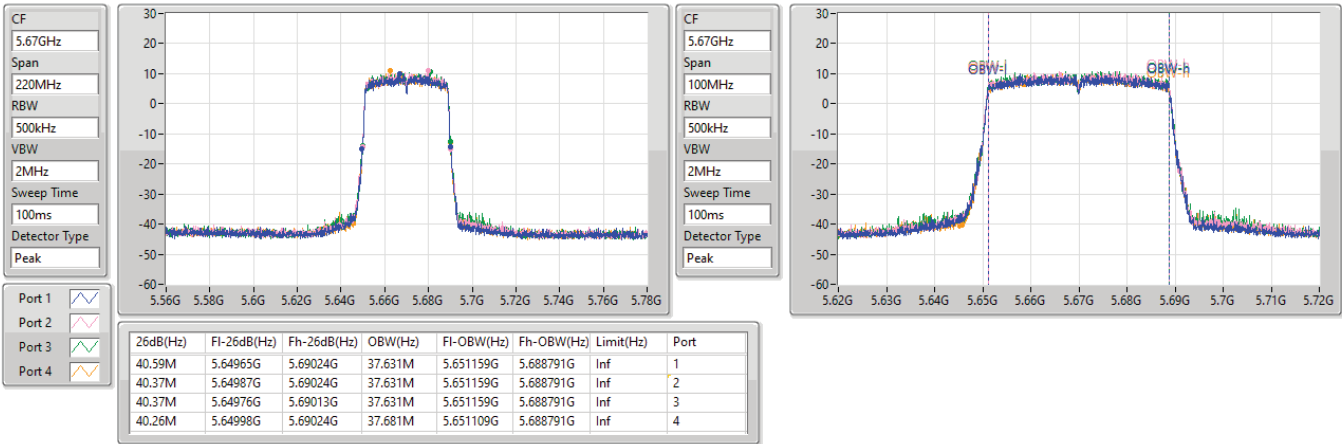 CF
5.67GHz
Span
220MHz
RBW
500kHz
VBW
2MHz
Sweep Time
100ms
Detector Type
Peak
30
20
10
0
-10
-20
-30
-40
-50
-60
5.56G 5.58G 5.6G 5.62G 5.64G 5.66G 5.68G 5.7G 5.72G 5.74G 5.76G 5.78G
CF
5.67GHz
Span
100MHz
RBW
500kHz
VBW
2MHz
Sweep Time
100ms
Detector Type
Peak
30
20
10
0
-10
-20
-30
-40
-50
-60
OBW-l OBW-h
5.62G 5.63G 5.64G 5.65G 5.66G 5.67G 5.68G 5.69G 5.7G 5.71G 5.72G
Port 1
Port 2
Port 3
Port 4
26dB(Hz) Fl-26dB(Hz) Fh-26dB(Hz) OBW(Hz) Fl-OBW(Hz) Fh-OBW(Hz) Limit(Hz) Port
40.59M 5.64965G 5.69024G 37.631M 5.651159G 5.688791G Inf 1
40.37M 5.64987G 5.69024G 37.631M 5.651159G 5.688791G Inf 2
40.37M 5.64976G 5.69013G 37.631M 5.651159G 5.688791G Inf 3
40.26M 5.64998G 5.69024G 37.681M 5.651109G 5.688791G Inf 4